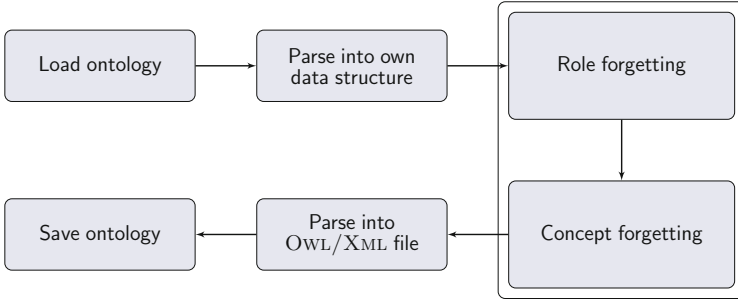 Load ontology
Parse into own
data structure
Role forgetting
Save ontology
Parse into
OWL/XML file
Concept forgetting